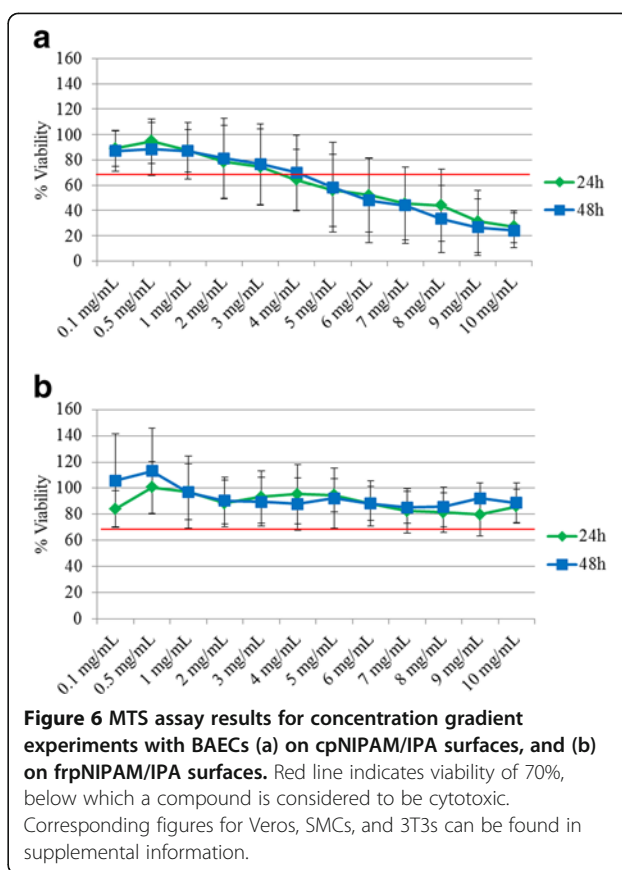 a
160
140
120
100
80
60
40
20
0
% Viability
24h
48h
0.1 mg/mL
0.5 mg/mL
1 mg/mL
2 mg/mL
3 mg/mL
4 mg/mL
5 mg/mL
6 mg/mL
7 mg/mL
8 mg/mL
9 mg/mL
10 mg/mL
b
160
140
120
100
80
60
40
20
0
% Viability
24h
48h
0.1 mg/mL
0.5 mg/mL
1 mg/mL
2 mg/mL
3 mg/mL
4 mg/mL
5 mg/mL
6 mg/mL
7 mg/mL
8 mg/mL
9 mg/mL
10 mg/mL
Figure 6 MTS assay results for concentration gradient
experiments with BAECs (a) on cpNIPAM/IPA surfaces, and (b)
on frpNIPAM/IPA surfaces. Red line indicates viability of 70%,
below which a compound is considered to be cytotoxic.
Corresponding figures for Veros, SMCs, and 3T3s can be found in
supplemental information.